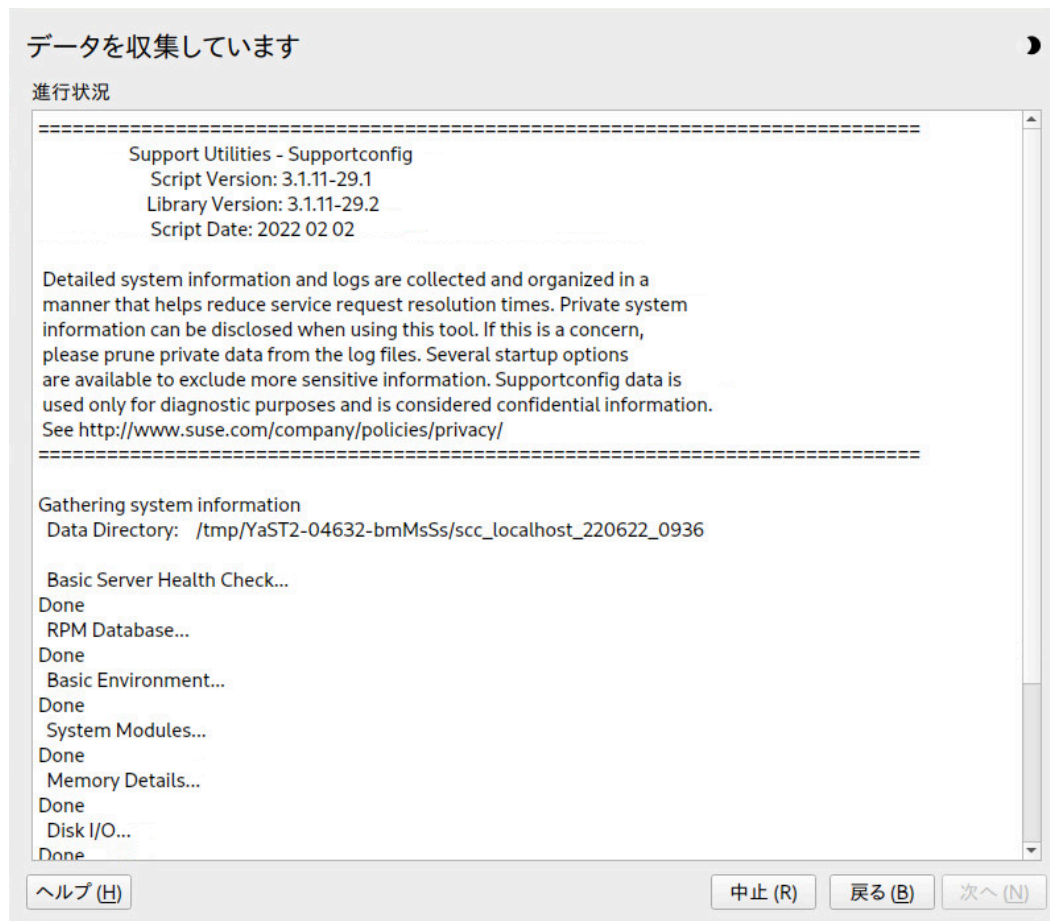 データを収集しています
進行状況
=============================================================================
Support Utilities - Supportconfig
Script Version: 3.1.11-29.1
Library Version: 3.1.11-29.2
Script Date: 2022 02 02
Detailed system information and logs are collected and organized in a
manner that helps reduce service request resolution times. Private system
information can be disclosed when using this tool. If this is a concern,
please prune private data from the log files. Several startup options
are available to exclude more sensitive information. Supportconfig data is
used only for diagnostic purposes and is considered confidential information.
See http://www.suse.com/company/policies/privacy/
=============================================================================
Gathering system information
Data Directory: /tmp/YaST2-04632-bmMsSs/scc_localhost_220622_0936
Basic Server Health Check...
Done
RPM Database...
Done
Basic Environment...
Done
System Modules...
Done
Memory Details...
Done
Disk I/O...
Done
ヘルプ (H) 中止 (R) 戻る (B) 次へ (N)